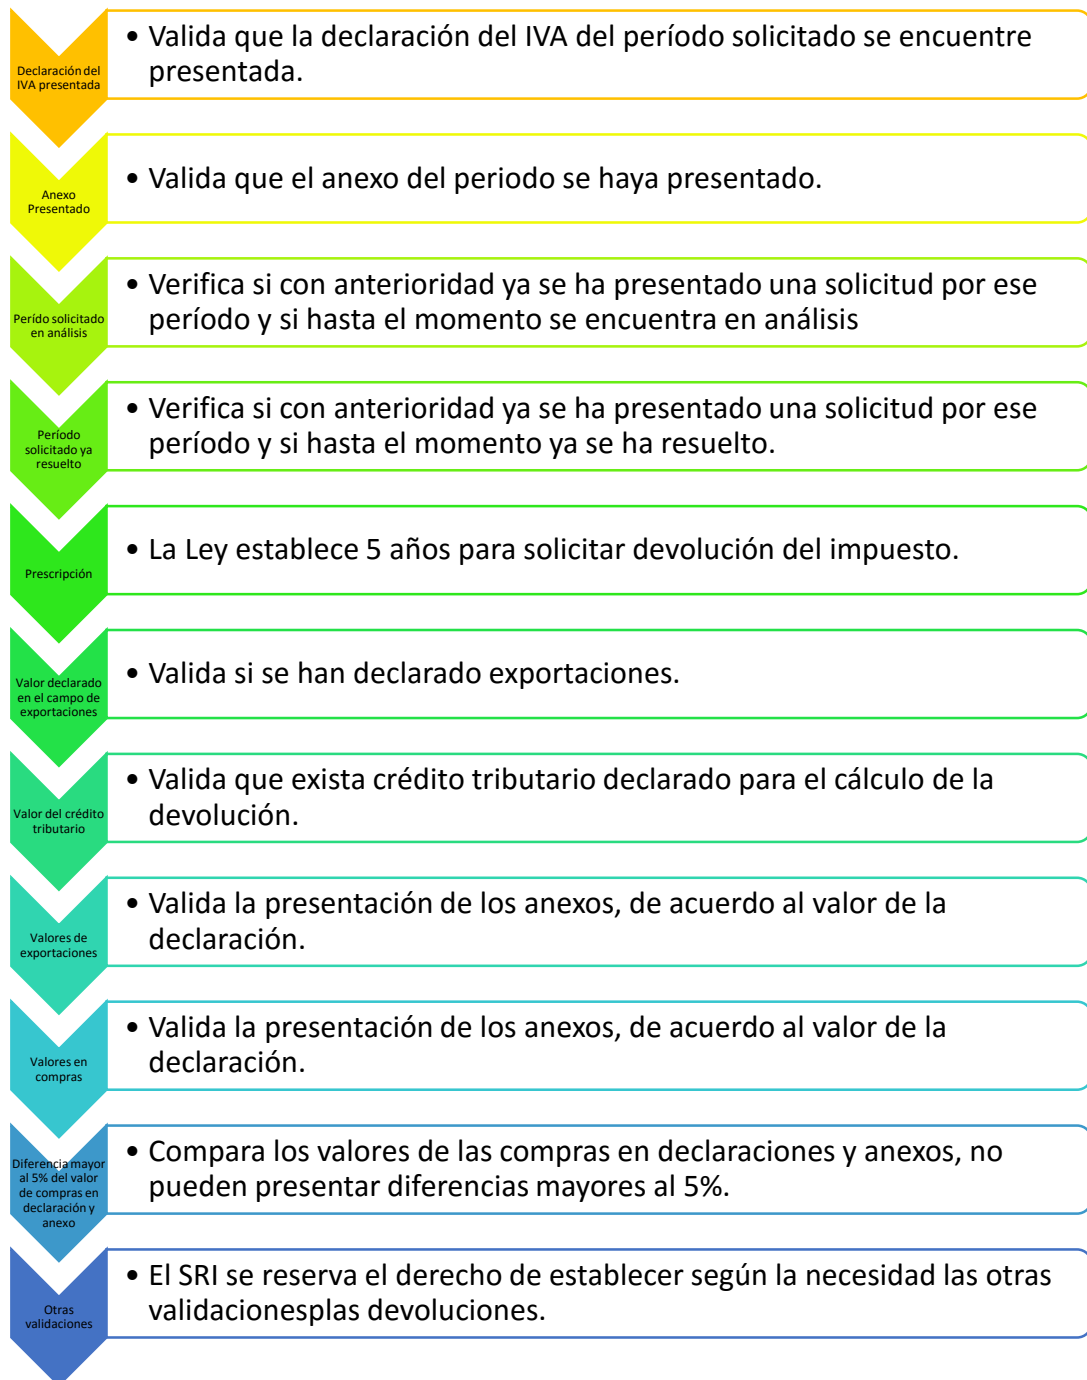 Declaración del
IVA presentada
• Valida que la declaración del IVA del período solicitado se encuentre
presentada.
Anexo
Presentado
• Valida que el anexo del periodo se haya presentado.
Perído solicitado
en análisis
• Verifica si con anterioridad ya se ha presentado una solicitud por ese
período y si hasta el momento se encuentra en análisis
Período
solicitado ya
resuelto
• Verifica si con anterioridad ya se ha presentado una solicitud por ese
período y si hasta el momento ya se ha resuelto.
Prescripción
• La Ley establece 5 años para solicitar devolución del impuesto.
Valor declarado
en el campo de
exportaciones
• Valida si se han declarado exportaciones.
Valor del crédito
tributario
• Valida que exista crédito tributario declarado para el cálculo de la
devolución.
Valores de
exportaciones
• Valida la presentación de los anexos, de acuerdo al valor de la
declaración.
Valores en
compras
• Valida la presentación de los anexos, de acuerdo al valor de la
declaración.
Diferencia mayor
al 5% del valor
de compras en
declaración y
anexo
• Compara los valores de las compras en declaraciones y anexos, no
pueden presentar diferencias mayores al 5%.
Otras
validaciones
• El SRI se reserva el derecho de establecer según la necesidad las otras
validacionesplas devoluciones.